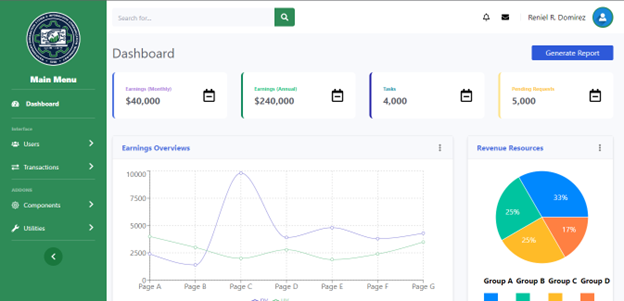 Search for...
Reniel R. Domirez
Main Menu
Dashboard
Interface
Users
Transactions
ADDONS
Components
Utilities
Dashboard
Generate Report
Earnings (Monthly)
$40,000
Earnings (Annual)
$240,000
Tasks
4,000
Pending Requests
5,000
Earnings Overviews
10000
7500
5000
2500
0
Page A Page B Page C Page D Page E Page F Page G
Revenue Resources
33%
25%
25%
17%
Group A Group B Group C Group D